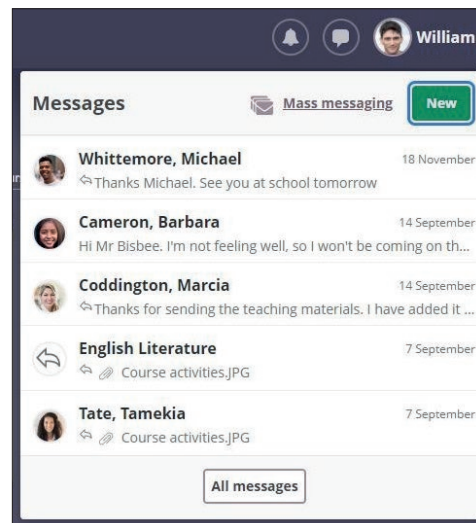 William
Messages
Mass messaging
New
Whittemore, Michael
18 November
Thanks Michael. See you at school tomorrow
Cameron, Barbara
14 September
Hi Mr Bisbee. I'm not feeling well, so I won't be coming on th...
Coddington, Marcia
14 September
Thanks for sending the teaching materials. I have added it ...
English Literature
7 September
Course activities.JPG
Tate, Tamekia
7 September
Course activities.JPG
All messages